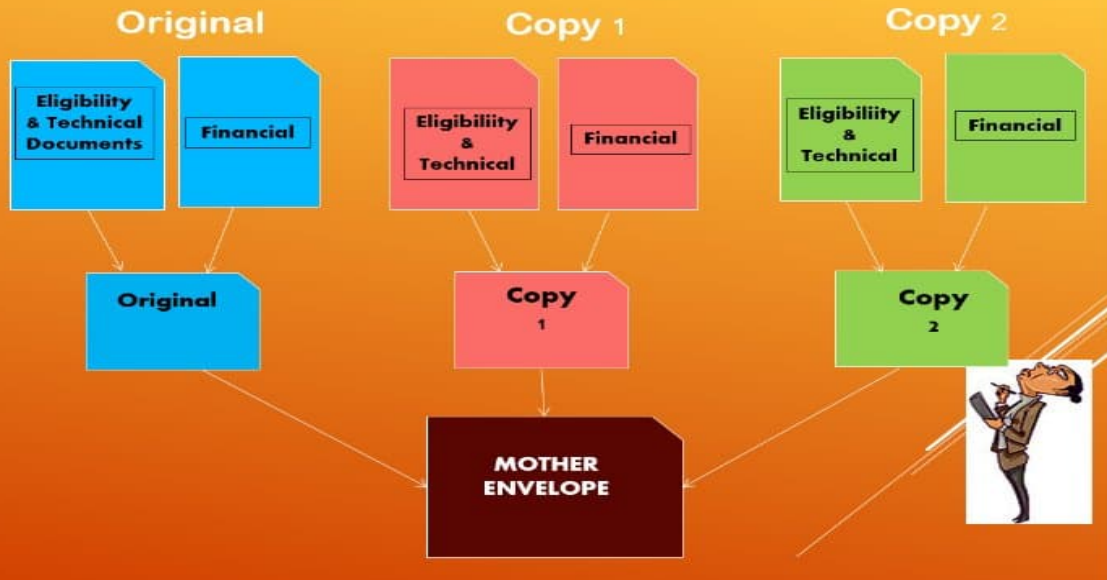 Original
Copy 1
Copy 2
Eligibility
& Technical
Documents
Financial
Eligibiliity
&
Technical
Financial
Eligibiliity
&
Technical
Financial
Original
Copy
1
Copy
2
MOTHER
ENVELOPE